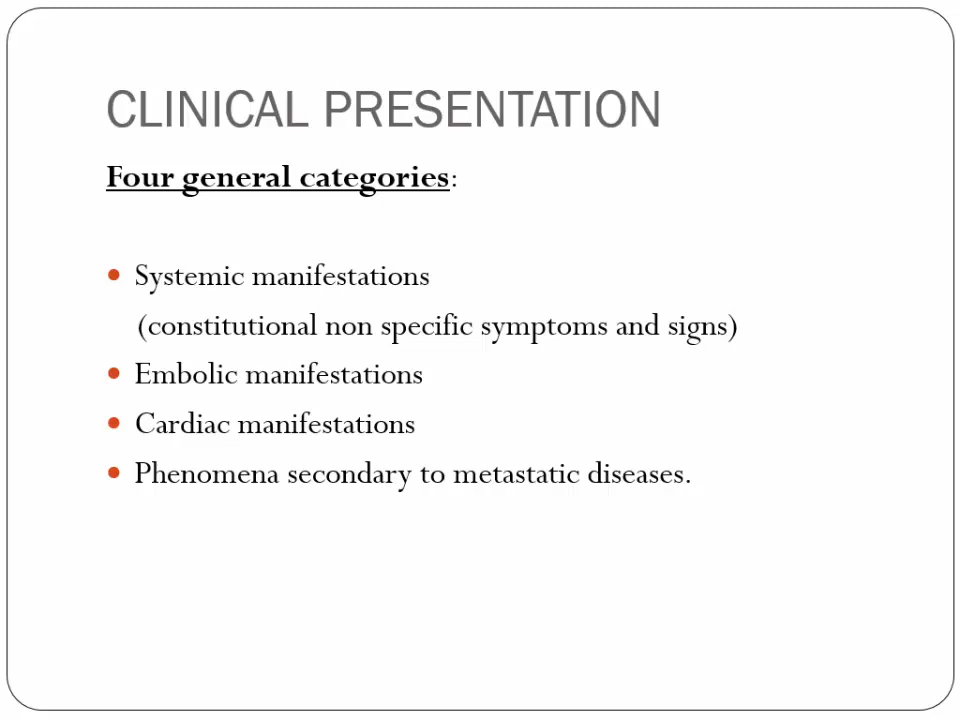 CLINICAL PRESENTATION
Four general categories:
• Systemic manifestations
(constitutional non specific symptoms and signs)
• Embolic manifestations
• Cardiac manifestations
• Phenomena secondary to metastatic diseases.